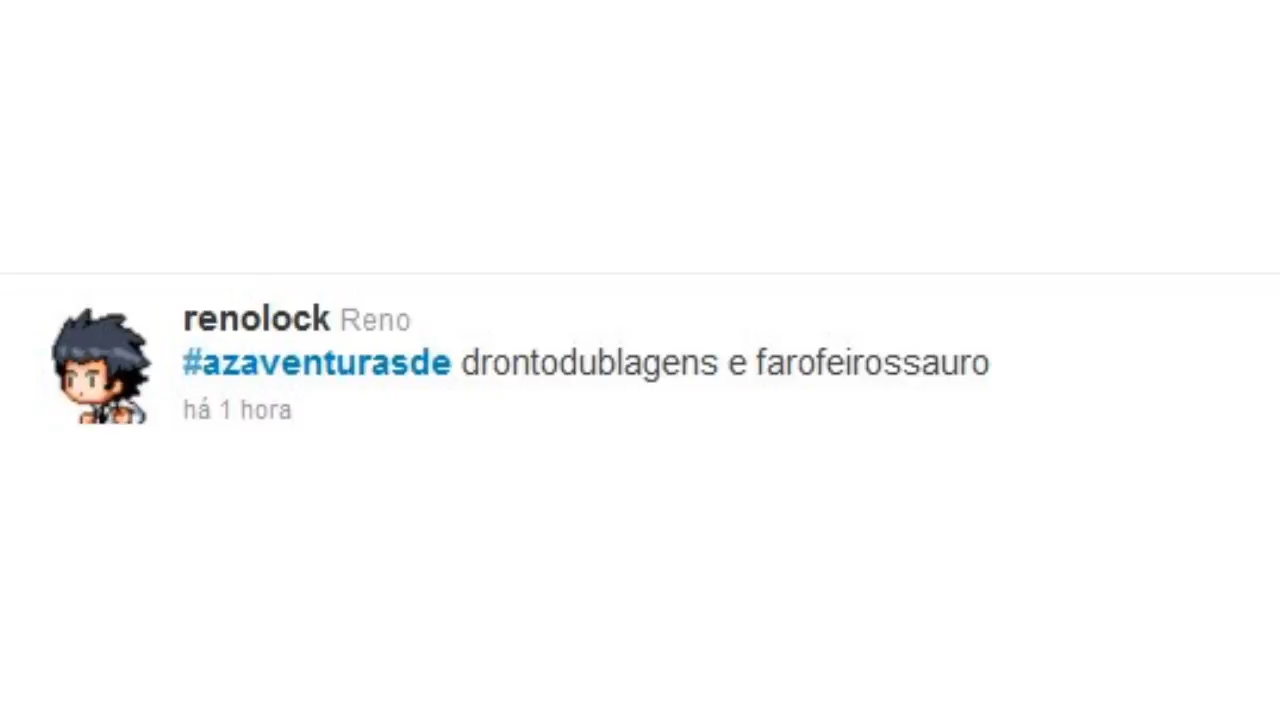 renolock Reno
#azaventurasde drontodublagens e farofeirossauro
há 1 hora